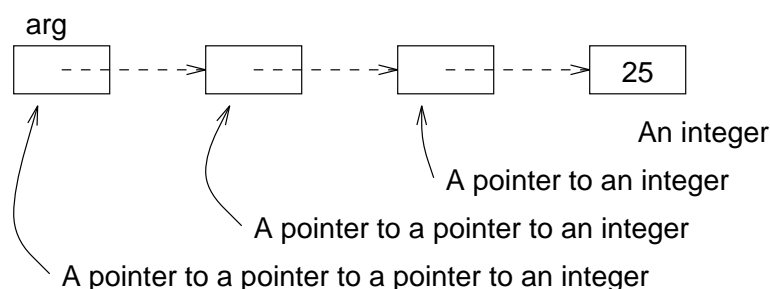 arg
25
An integer
A pointer to an integer
A pointer to a pointer to an integer
A pointer to a pointer to a pointer to an integer